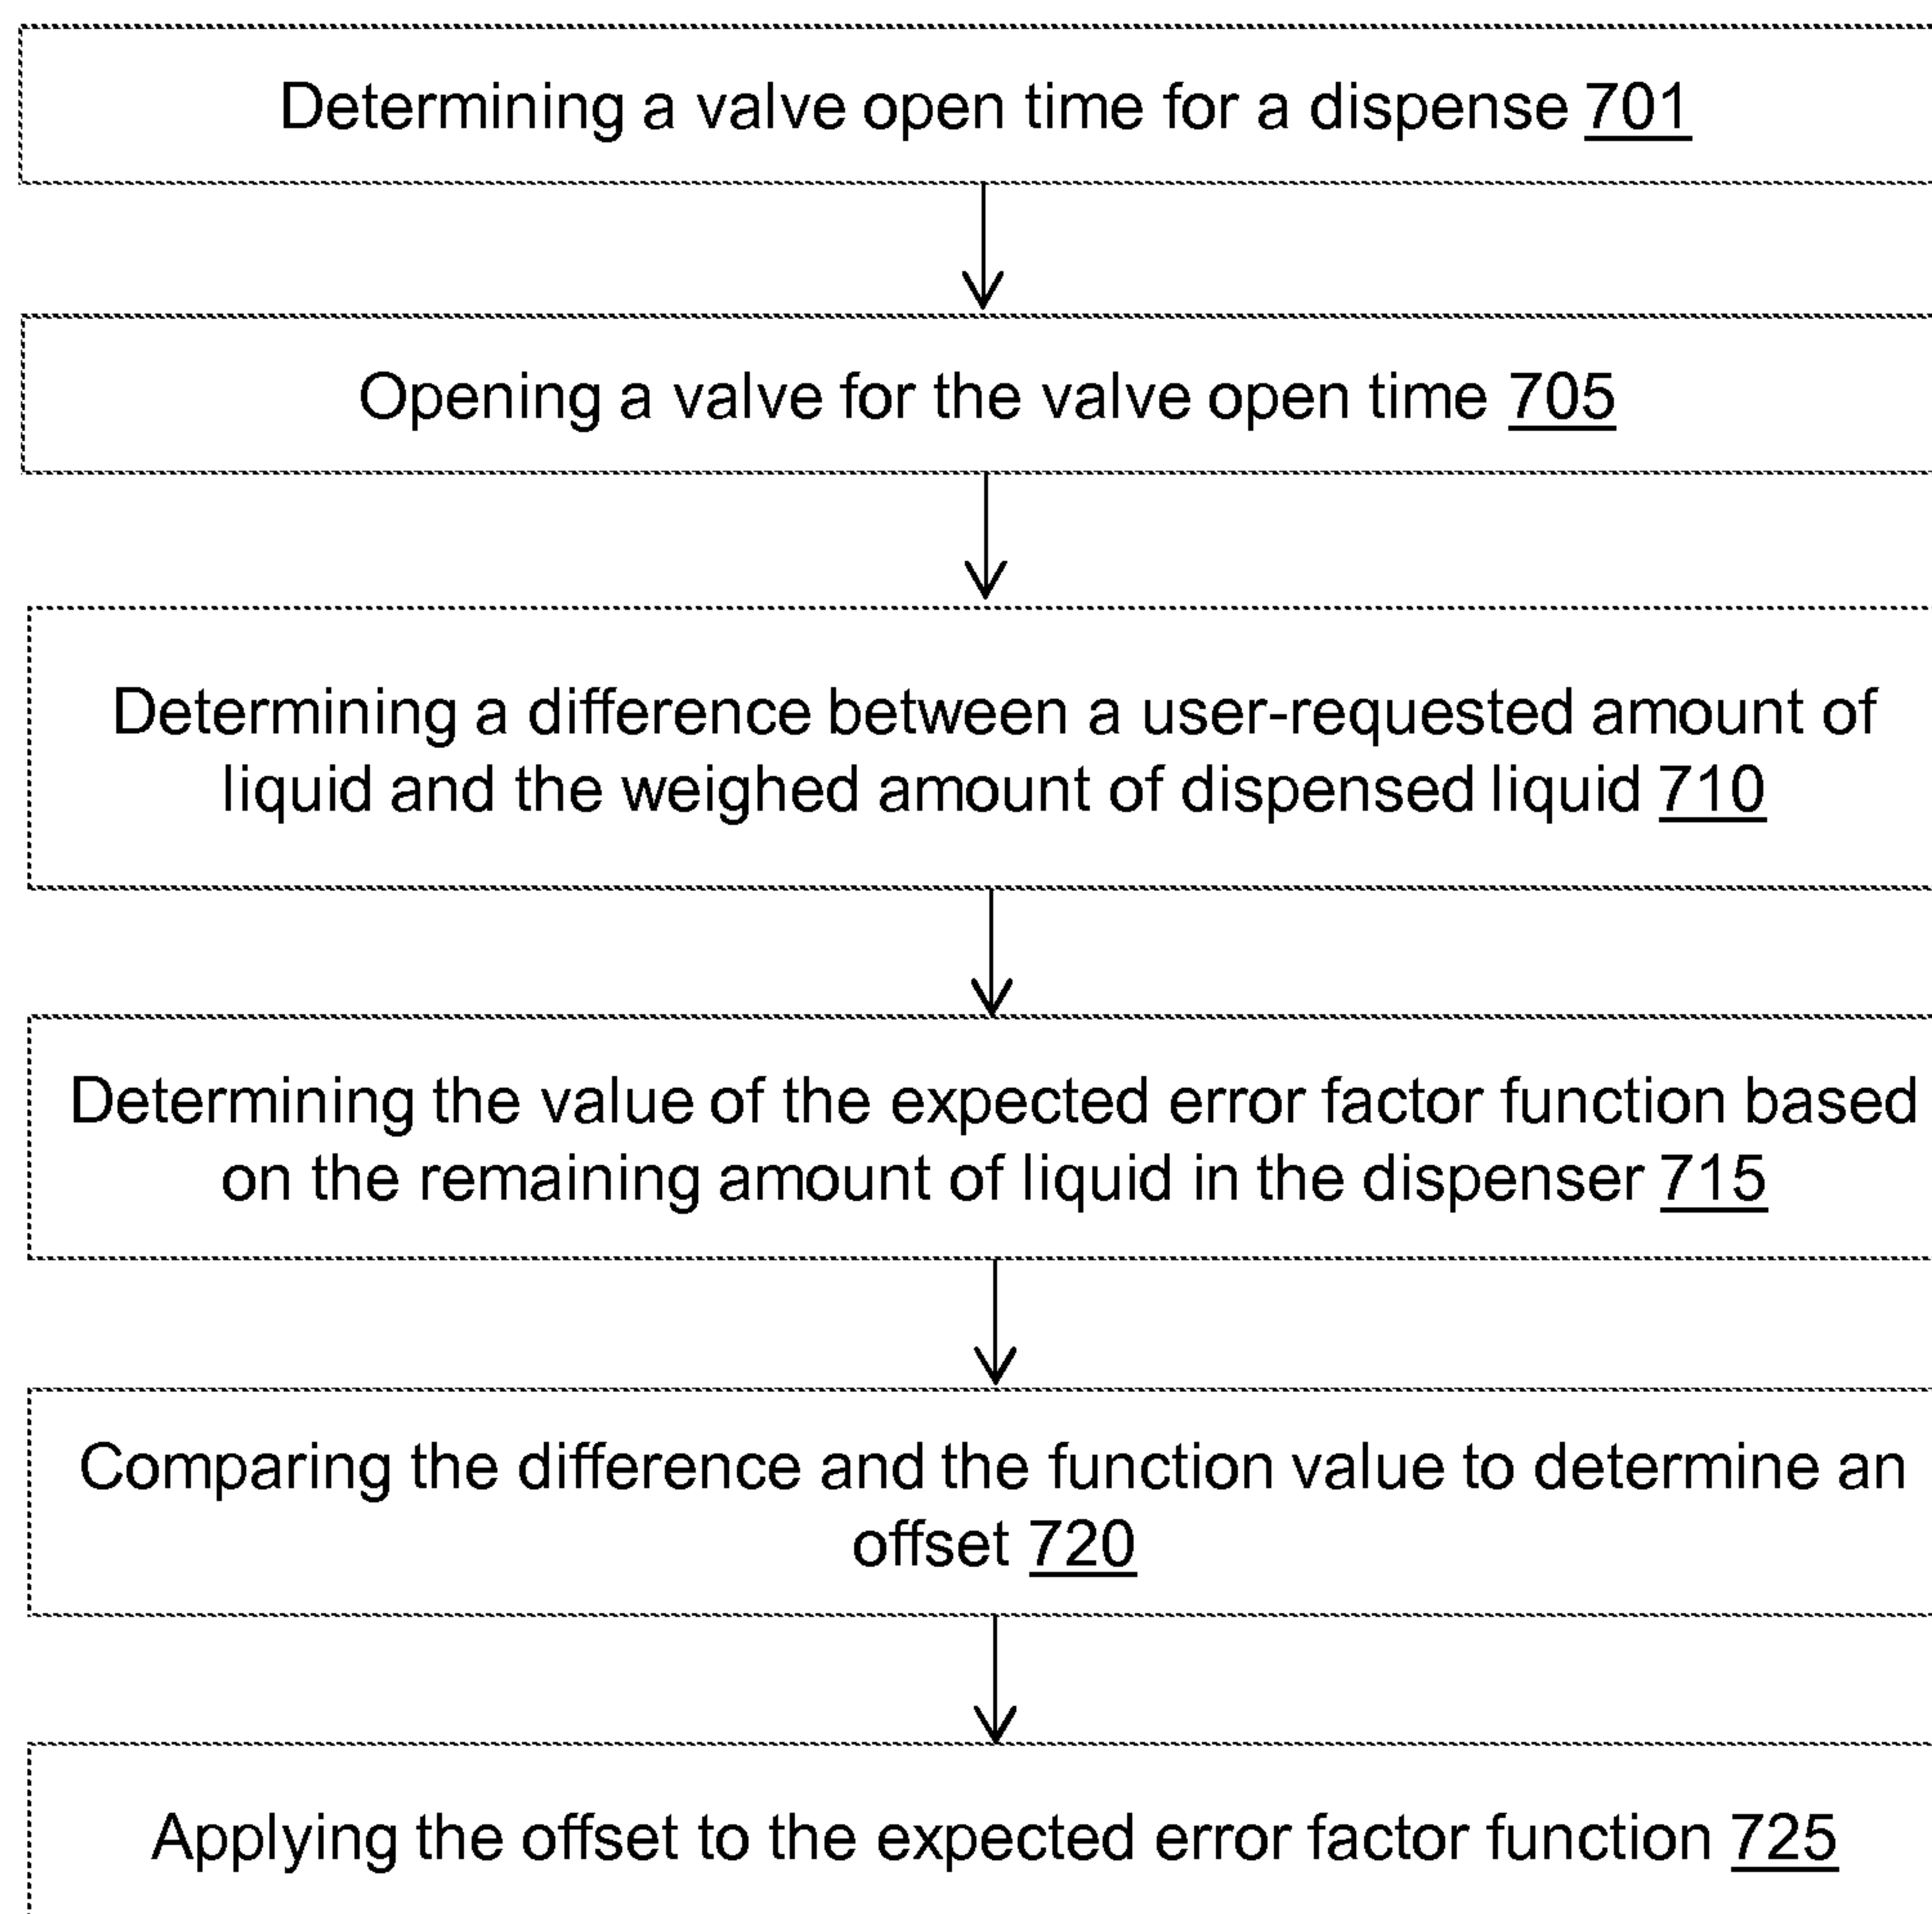 Determining a valve open time for a dispense 701
Opening a valve for the valve open time 705
Determining a difference between a user-requested amount of
liquid and the weighed amount of dispensed liquid 710
Determining the value of the expected error factor function based
on the remaining amount of liquid in the dispenser 715
Comparing the difference and the function value to determine an
offset 720
Applying the offset to the expected error factor function 725